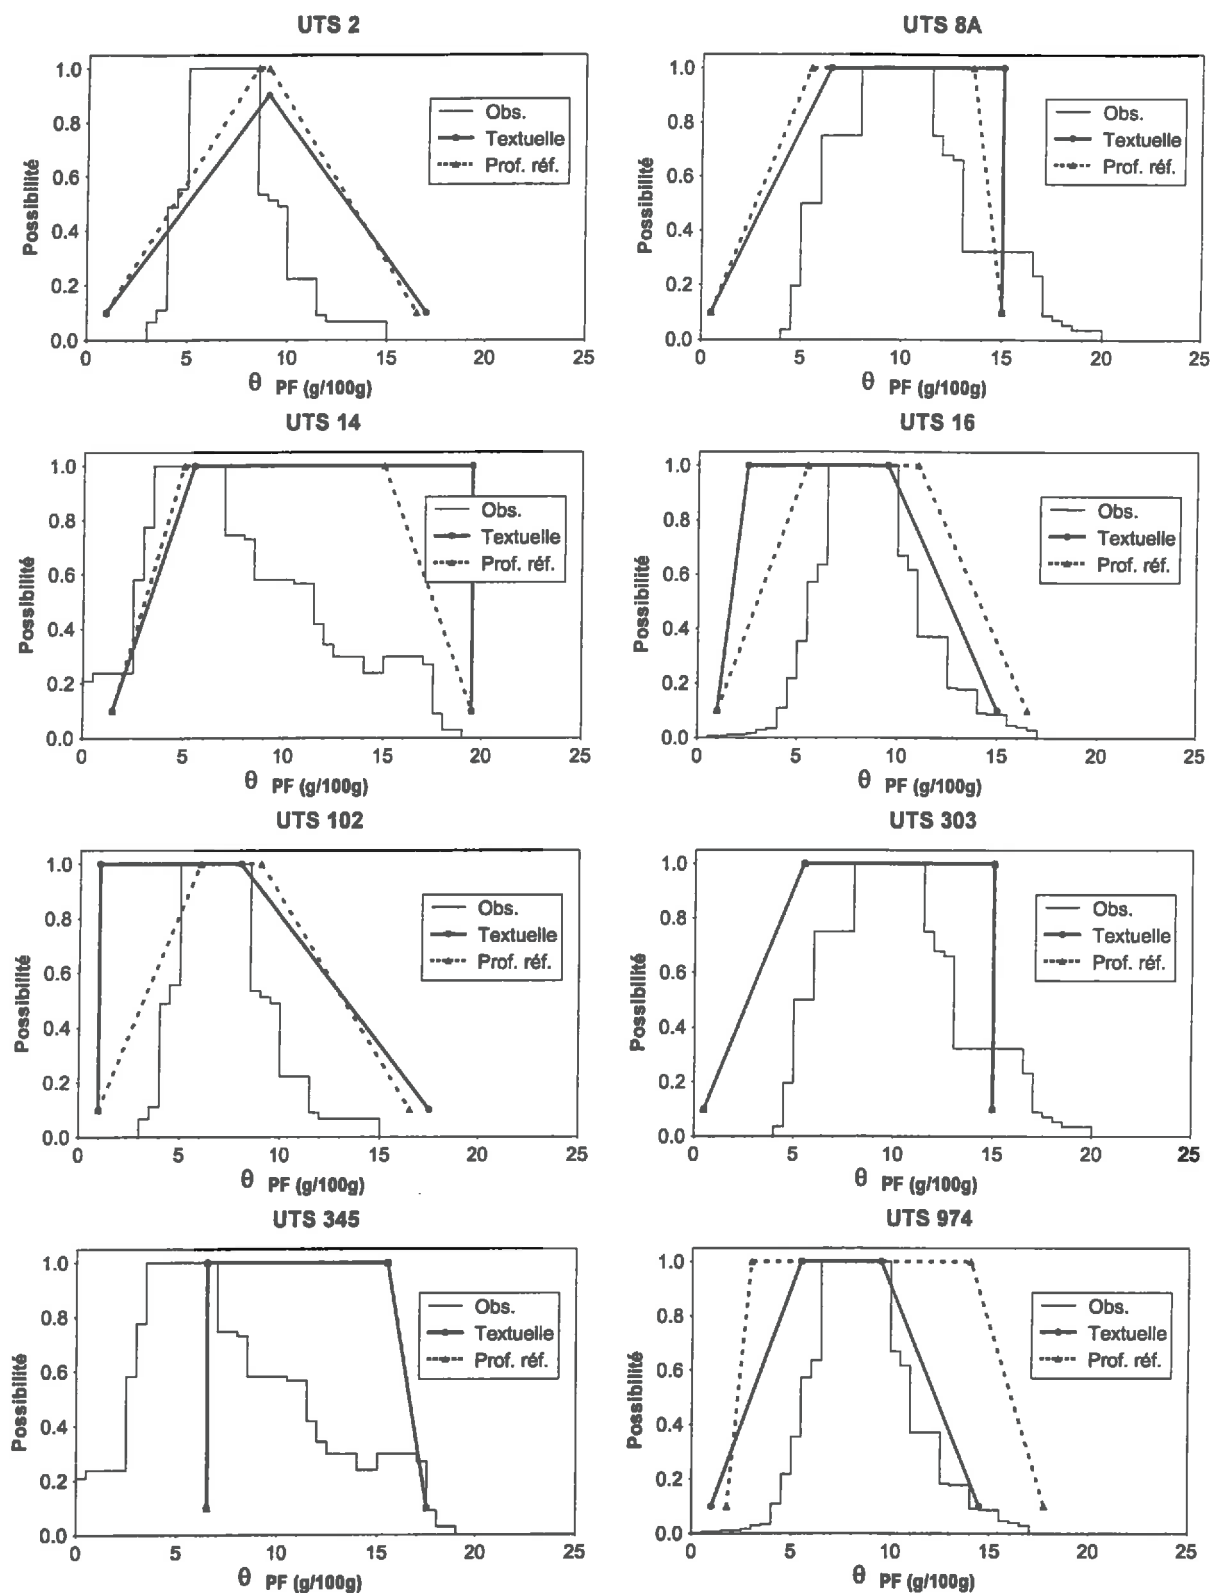 UTS 2
1.0
0.8
0.6
0.4
0.2
0.0
Possibilité
Obs.
Textuelle
Prof. réf.
0 5 10 15 20 25
θ PF (g/100g)
UTS 8A
1.0
0.8
0.6
0.4
0.2
0.0
Possibilité
Obs.
Textuelle
Prof. réf.
0 5 10 15 20 25
θ PF (g/100g)
UTS 14
1.0
0.8
0.6
0.4
0.2
0.0
Possibilité
Obs.
Textuelle
Prof. réf.
0 5 10 15 20 25
θ PF (g/100g)
UTS 16
1.0
0.8
0.6
0.4
0.2
0.0
Possibilité
Obs.
Textuelle
Prof. réf.
0 5 10 15 20 25
θ PF (g/100g)
UTS 102
1.0
0.8
0.6
0.4
0.2
0.0
Possibilité
Obs.
Textuelle
Prof. réf.
0 5 10 15 20 25
θ PF (g/100g)
UTS 303
1.0
0.8
0.6
0.4
0.2
0.0
Possibilité
Obs.
Textuelle
Prof. réf.
0 5 10 15 20 25
θ PF (g/100g)
UTS 345
1.0
0.8
0.6
0.4
0.2
0.0
Possibilité
Obs.
Textuelle
Prof. réf.
0 5 10 15 20 25
θ PF (g/100g)
UTS 974
1.0
0.8
0.6
0.4
0.2
0.0
Possibilité
Obs.
Textuelle
Prof. réf.
0 5 10 15 20 25
θ PF (g/100g)